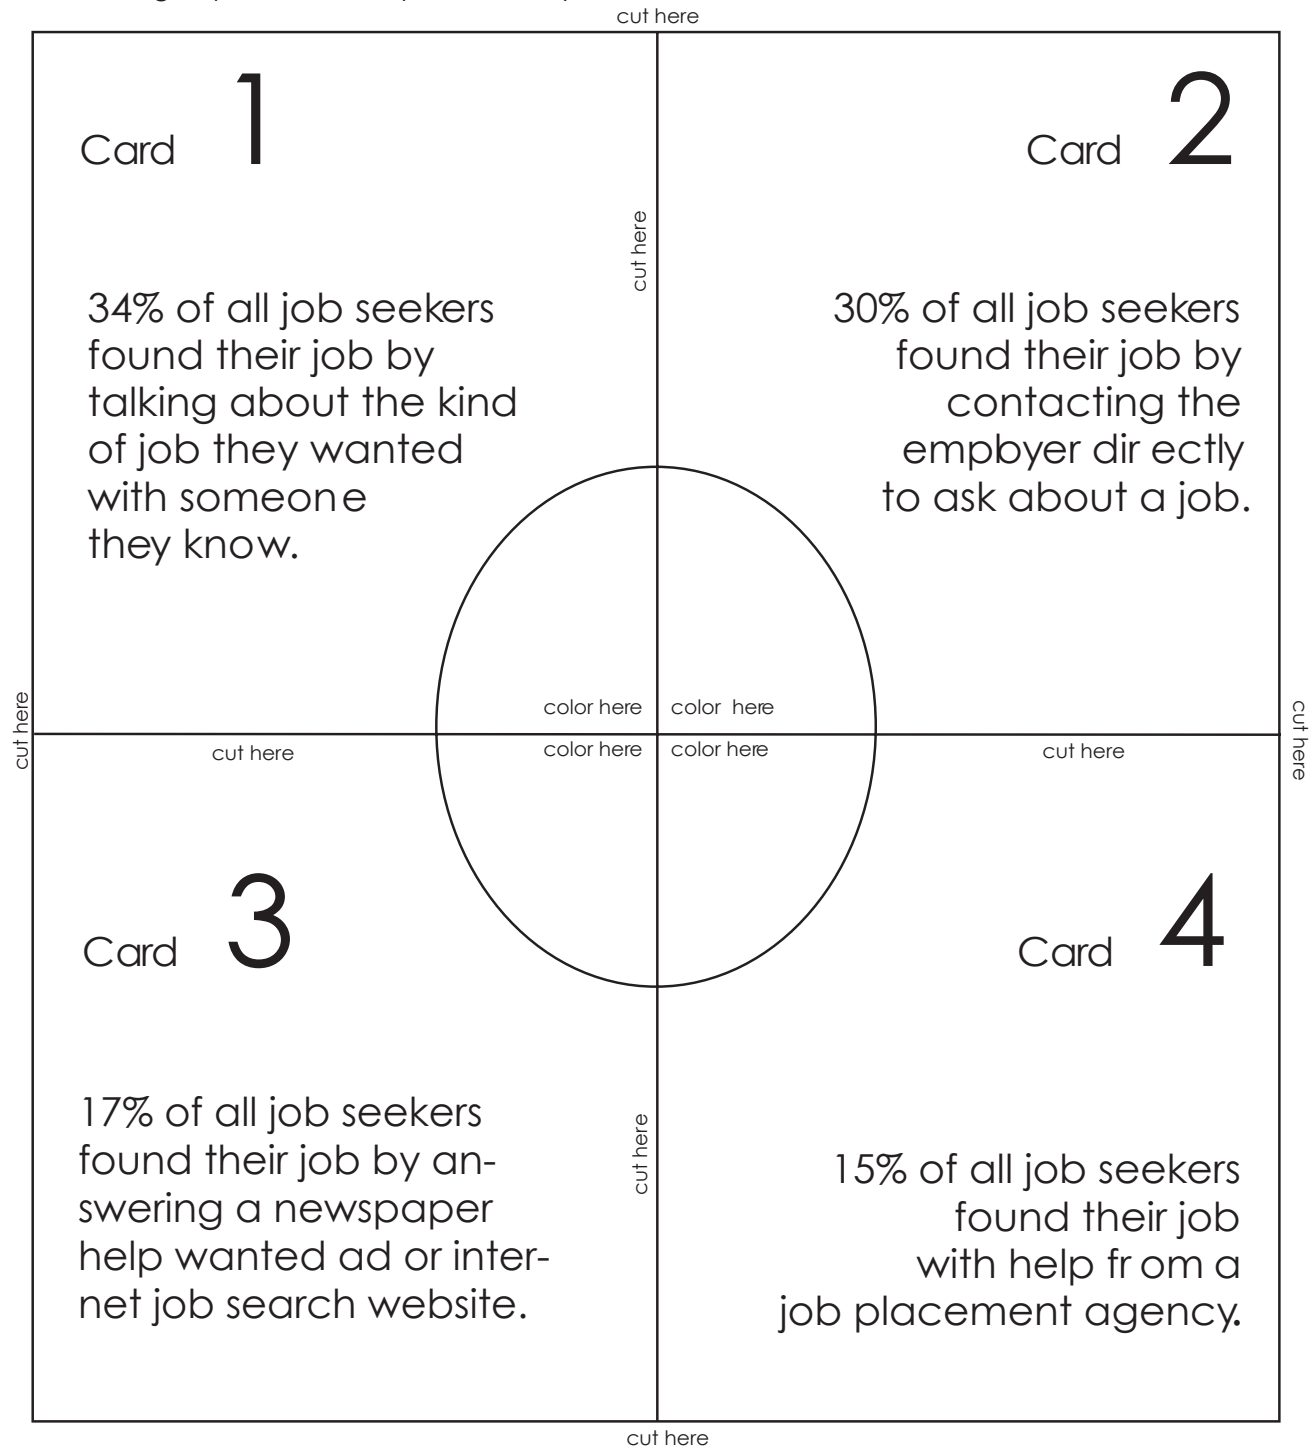 cut here
Card 1
cut here
34% of all job seekers
found their job by
talking about the kind
of job they wanted
with someone
they know.
Card 2
30% of all job seekers
found their job by
contacting the
empbyer dir ectly
to ask about a job.
color here
color here
cut here
cut here
cut here
color here
color here
cut here
Card 3
17% of all job seekers
found their job by an-
swering a newspaper
help wanted ad or inter-
net job search website.
cut here
Card 4
15% of all job seekers
found their job
with help fr om a
job placement agency.
cut here